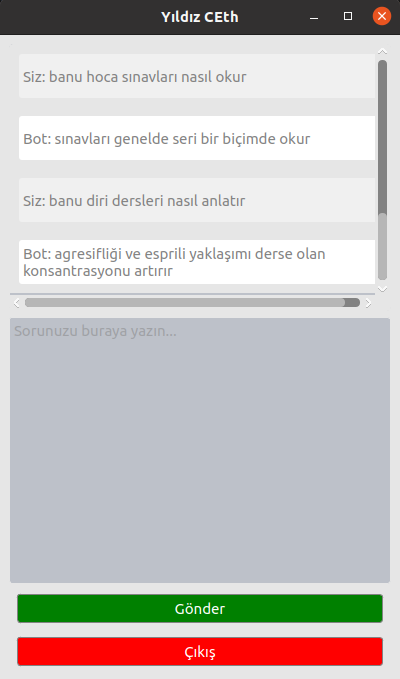 Yıldız CEth
Siz: banu hoca sınavları nasıl okur
Bot: sınavları genelde seri bir biçimde okur
Siz: banu diri dersleri nasıl anlatır
Bot: agresifliği ve esprili yaklaşımı derse olan
konsantrasyonu artırır
Sorunuzu buraya yazın...
Gönder
Çıkış